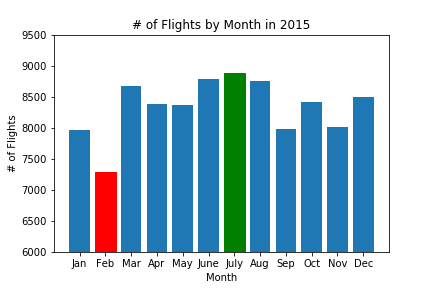 # of Flights by Month in 2015
# of Flights
9500
9000
8500
8000
7500
7000
6500
6000
Jan Feb Mar Apr May June July Aug Sep Oct Nov Dec
Month